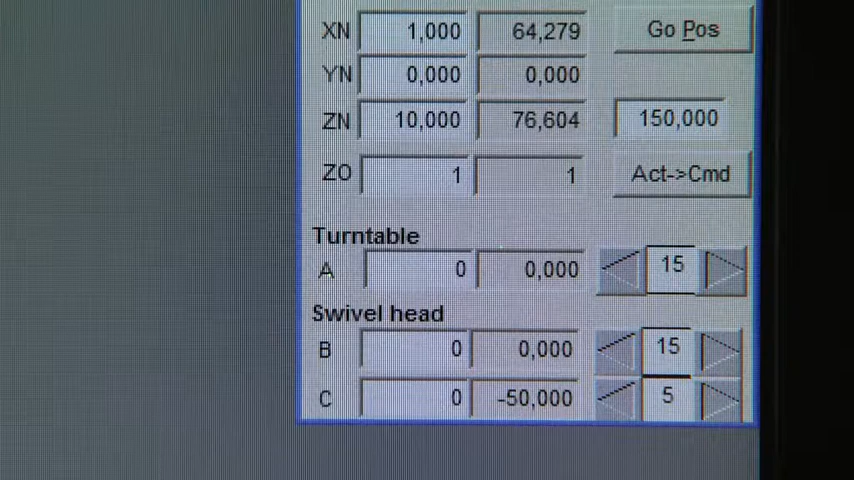 XN 1,000 64,279 Go Pos
YN 0,000 0,000
ZN 10,000 76,604 150,000
ZO 1 1 Act->Cmd
Turntable
A 0 0,000 15
Swivel head
B 0 0,000 15
C 0 -50,000 5